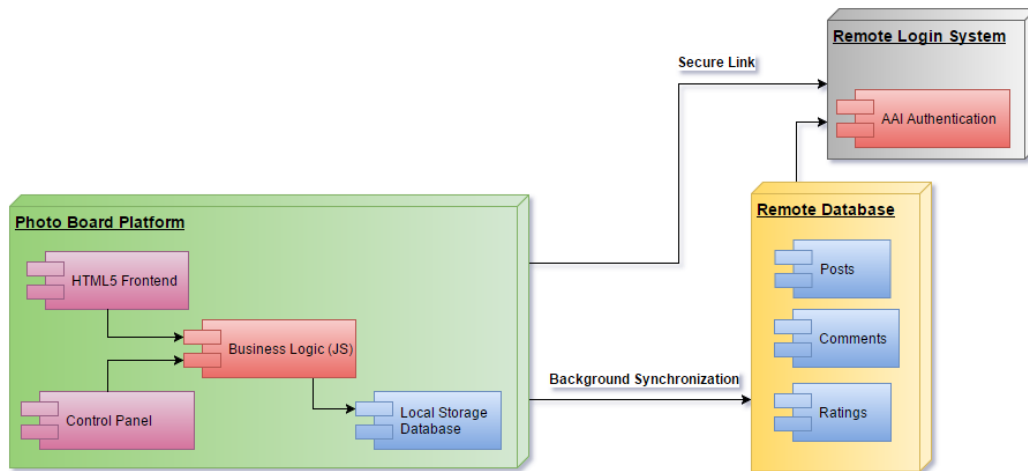 Remote Login System
Secure Link
AAI Authentication
Photo Board Platform
Remote Database
HTML5 Frontend
Posts
Business Logic (JS)
Comments
Background Synchronization
Control Panel
Local Storage
Database
Ratings